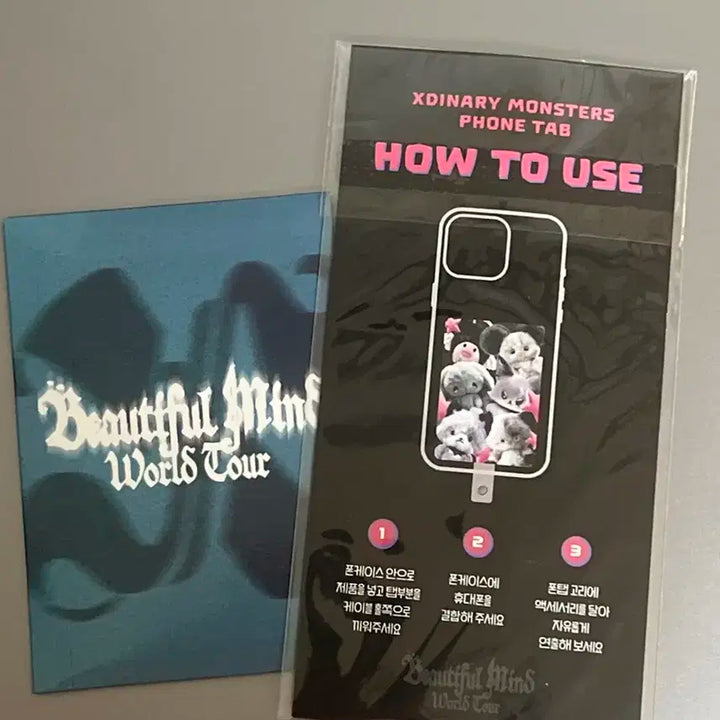 Beautiful Mind
World Tour
XDINARY MONSTERS
PHONE TAB
HOW TO USE
1
폰케이스 안으로
제품을 넣고 탭부분을
케이블 홀쪽으로
끼워주세요
2
폰케이스에
휴대폰을
결합해 주세요
3
폰탭 고리에
액세서리를 달아
자유롭게
연출해 보세요
Beautiful Mind
World Tour